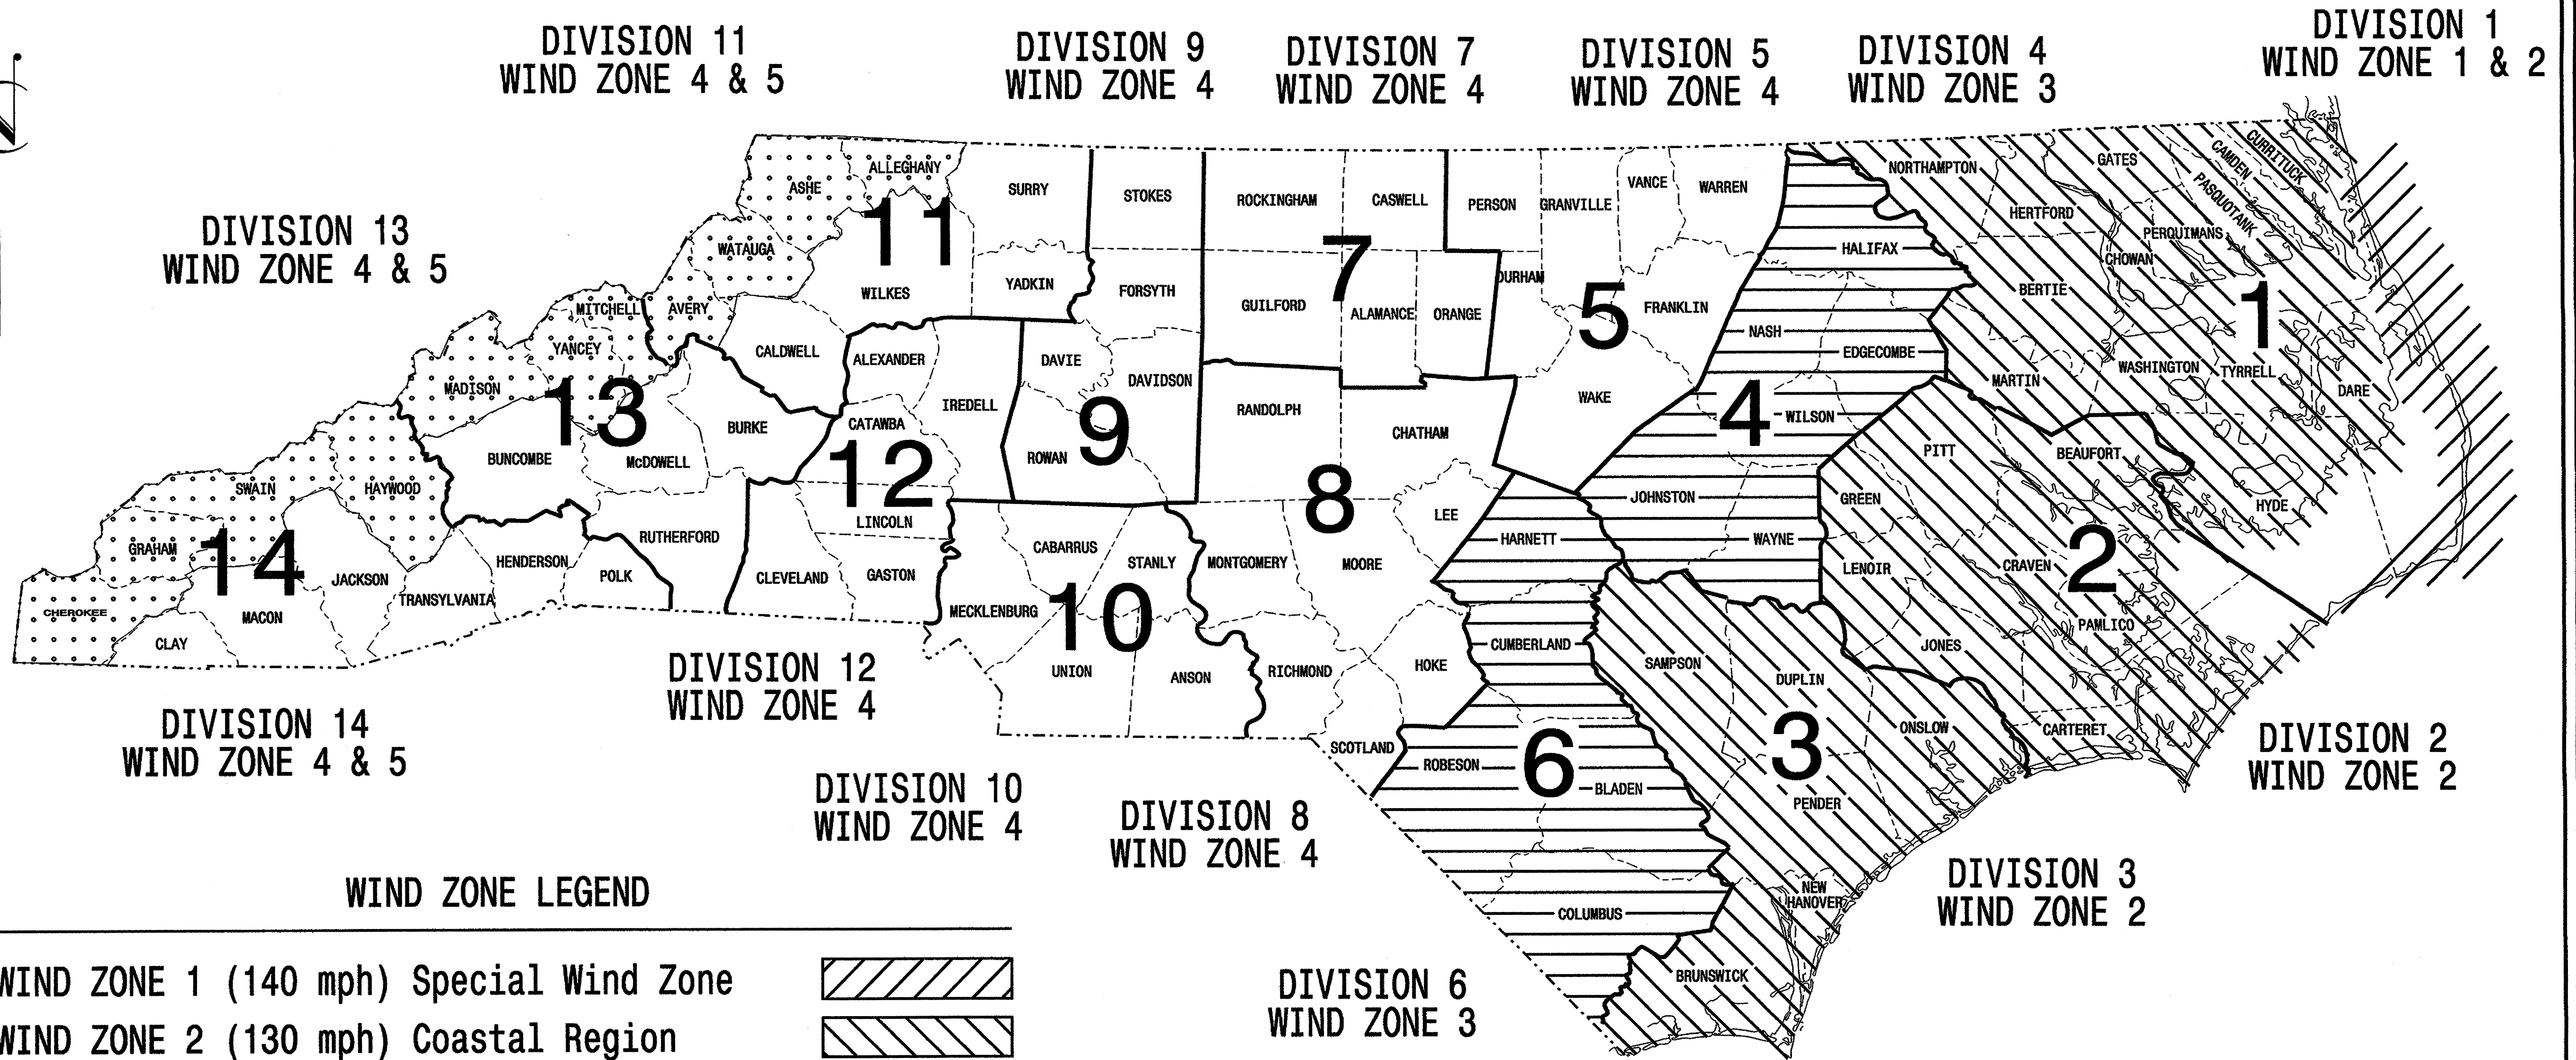 DIVISION 11
WIND ZONE 4 & 5
DIVISION 9
WIND ZONE 4
DIVISION 7
WIND ZONE 4
DIVISION 5
WIND ZONE 4
DIVISION 4
WIND ZONE 3
DIVISION 1
WIND ZONE 1 & 2
DIVISION 13
WIND ZONE 4 & 5
N
ASHE
ALLEGHANY
SURRY
STOKES
ROCKINGHAM
CASWELL
PERSON
GRANVILLE
VANCE
WARREN
NORTHAMPTON
GATES
CAMDEN
CURRITUCK
PASQUOTANK
HERTFORD
PERQUIMANS
CHOWAN
BERTIE
HALIFAX
11
WATAUGA
WILKES
YADKIN
FORSYTH
GUILFORD
7
ALAMANCE
ORANGE
DURHAM
5
FRANKLIN
NASH
EDGECOMBE
1
MARTIN
WASHINGTON
TYRRELL
DARE
MITCHELL
AVERY
YANCEY
CALDWELL
ALEXANDER
DAVIE
DAVIDSON
MADISON
13
BURKE
CATAWBA
IREDELL
9
RANDOLPH
CHATHAM
WAKE
4
WILSON
PITT
BEAUFORT
BUNCOMBE
McDOWELL
12
ROWAN
8
SWAIN
HAYWOOD
LINCOLN
LEE
JOHNSTON
GREEN
HYDE
GRAHAM
14
JACKSON
HENDERSON
RUTHERFORD
CABARRUS
STANLY
MONTGOMERY
MOORE
HARNETT
WAYNE
LENOIR
CRAVEN
2
POLK
CLEVELAND
GASTON
CHEROKEE
MACON
TRANSYLVANIA
MECKLENBURG
10
PAMLICO
CLAY
UNION
ANSON
RICHMOND
HOKE
CUMBERLAND
SAMPSON
DUPLIN
JONES
DIVISION 12
WIND ZONE 4
SCOTLAND
ROBESON
6
BLADEN
3
ONSLOW
CARTERET
PENDER
DIVISION 14
WIND ZONE 4 & 5
DIVISION 2
WIND ZONE 2
DIVISION 10
WIND ZONE 4
DIVISION 8
WIND ZONE 4
COLUMBUS
NEW
HANOVER
BRUNSWICK
DIVISION 3
WIND ZONE 2
DIVISION 6
WIND ZONE 3
WIND ZONE LEGEND
WIND ZONE 1 (140 mph) Special Wind Zone
WIND ZONE 2 (130 mph) Coastal Region